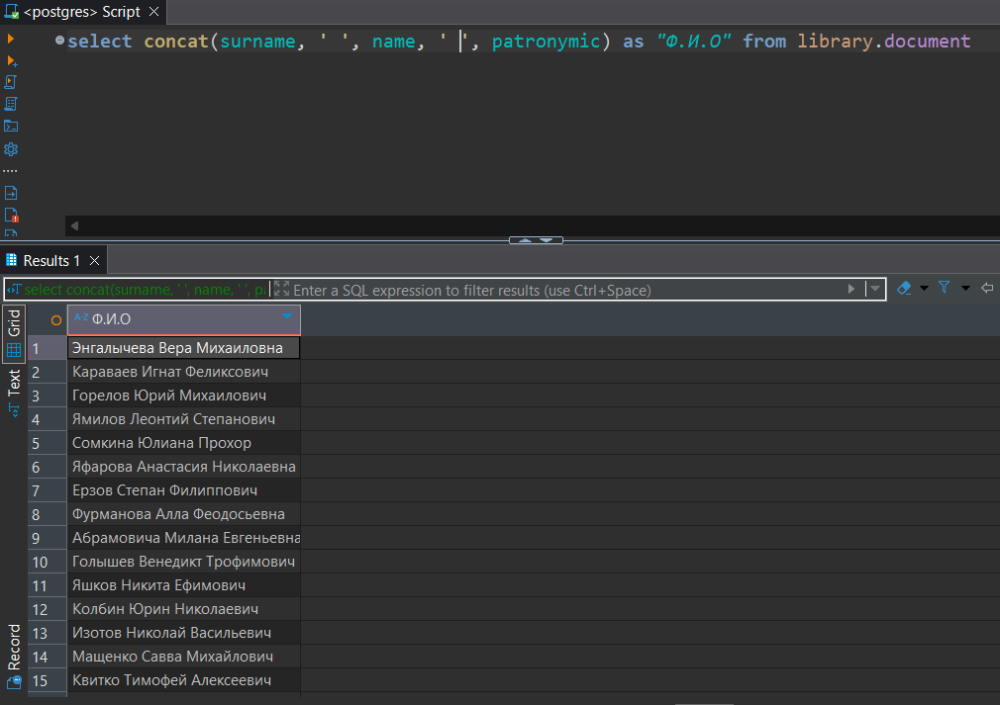 <postgres> Script
select concat(surname, ' ', name, ' ', patronymic) as "Ф.И.О" from library.document
Results 1
select concat(surname, ' ', name, ' ', p
Enter a SQL expression to filter results (use Ctrl+Space)
Grid
Text
Record
A-Z Ф.И.О
1 Энгалычева Вера Михаиловна
2 Караваев Игнат Феликсович
3 Горелов Юрий Михаилович
4 Ямилов Леонтий Степанович
5 Сомкина Юлиана Прохор
6 Яфарова Анастасия Николаевна
7 Ерзов Степан Филиппович
8 Фурманова Алла Феодосьевна
9 Абрамовича Милана Евгеньевна
10 Голышев Венедикт Трофимович
11 Яшков Никита Ефимович
12 Колбин Юрин Николаевич
13 Изотов Николай Васильевич
14 Мащенко Савва Михайлович
15 Квитко Тимофей Алексеевич